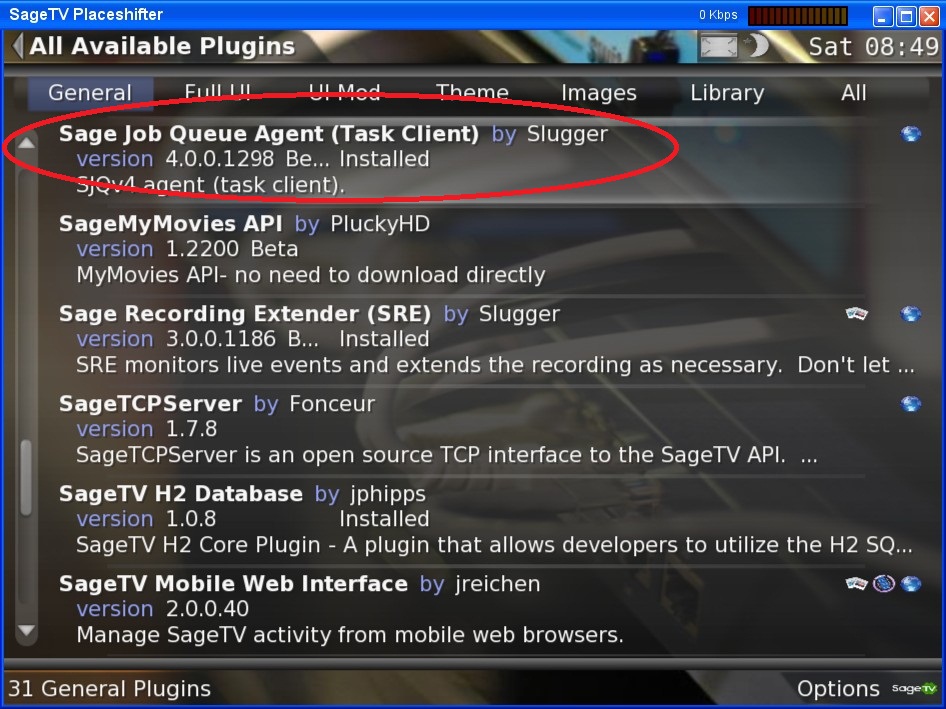 SageTV Placeshifter 0 Kbps
All Available Plugins Sat 08:49
General Full UI UI Mod Theme Images Library All
Sage Job Queue Agent (Task Client) by Slugger
version 4.0.0.1298 Be... Installed
SJQv4 agent (task client).
SageMyMovies API by PluckyHD
version 1.2200 Beta
MyMovies API- no need to download directly
Sage Recording Extender (SRE) by Slugger
version 3.0.0.1186 B... Installed
SRE monitors live events and extends the recording as necessary. Don't let ...
SageTCPServer by Fonceur
version 1.7.8
SageTCPServer is an open source TCP interface to the SageTV API. ...
SageTV H2 Database by jphipps
version 1.0.8 Installed
SageTV H2 Core Plugin - A plugin that allows developers to utilize the H2 SQ...
SageTV Mobile Web Interface by jreichen
version 2.0.0.40
Manage SageTV activity from mobile web browsers.
31 General Plugins Options SageTV